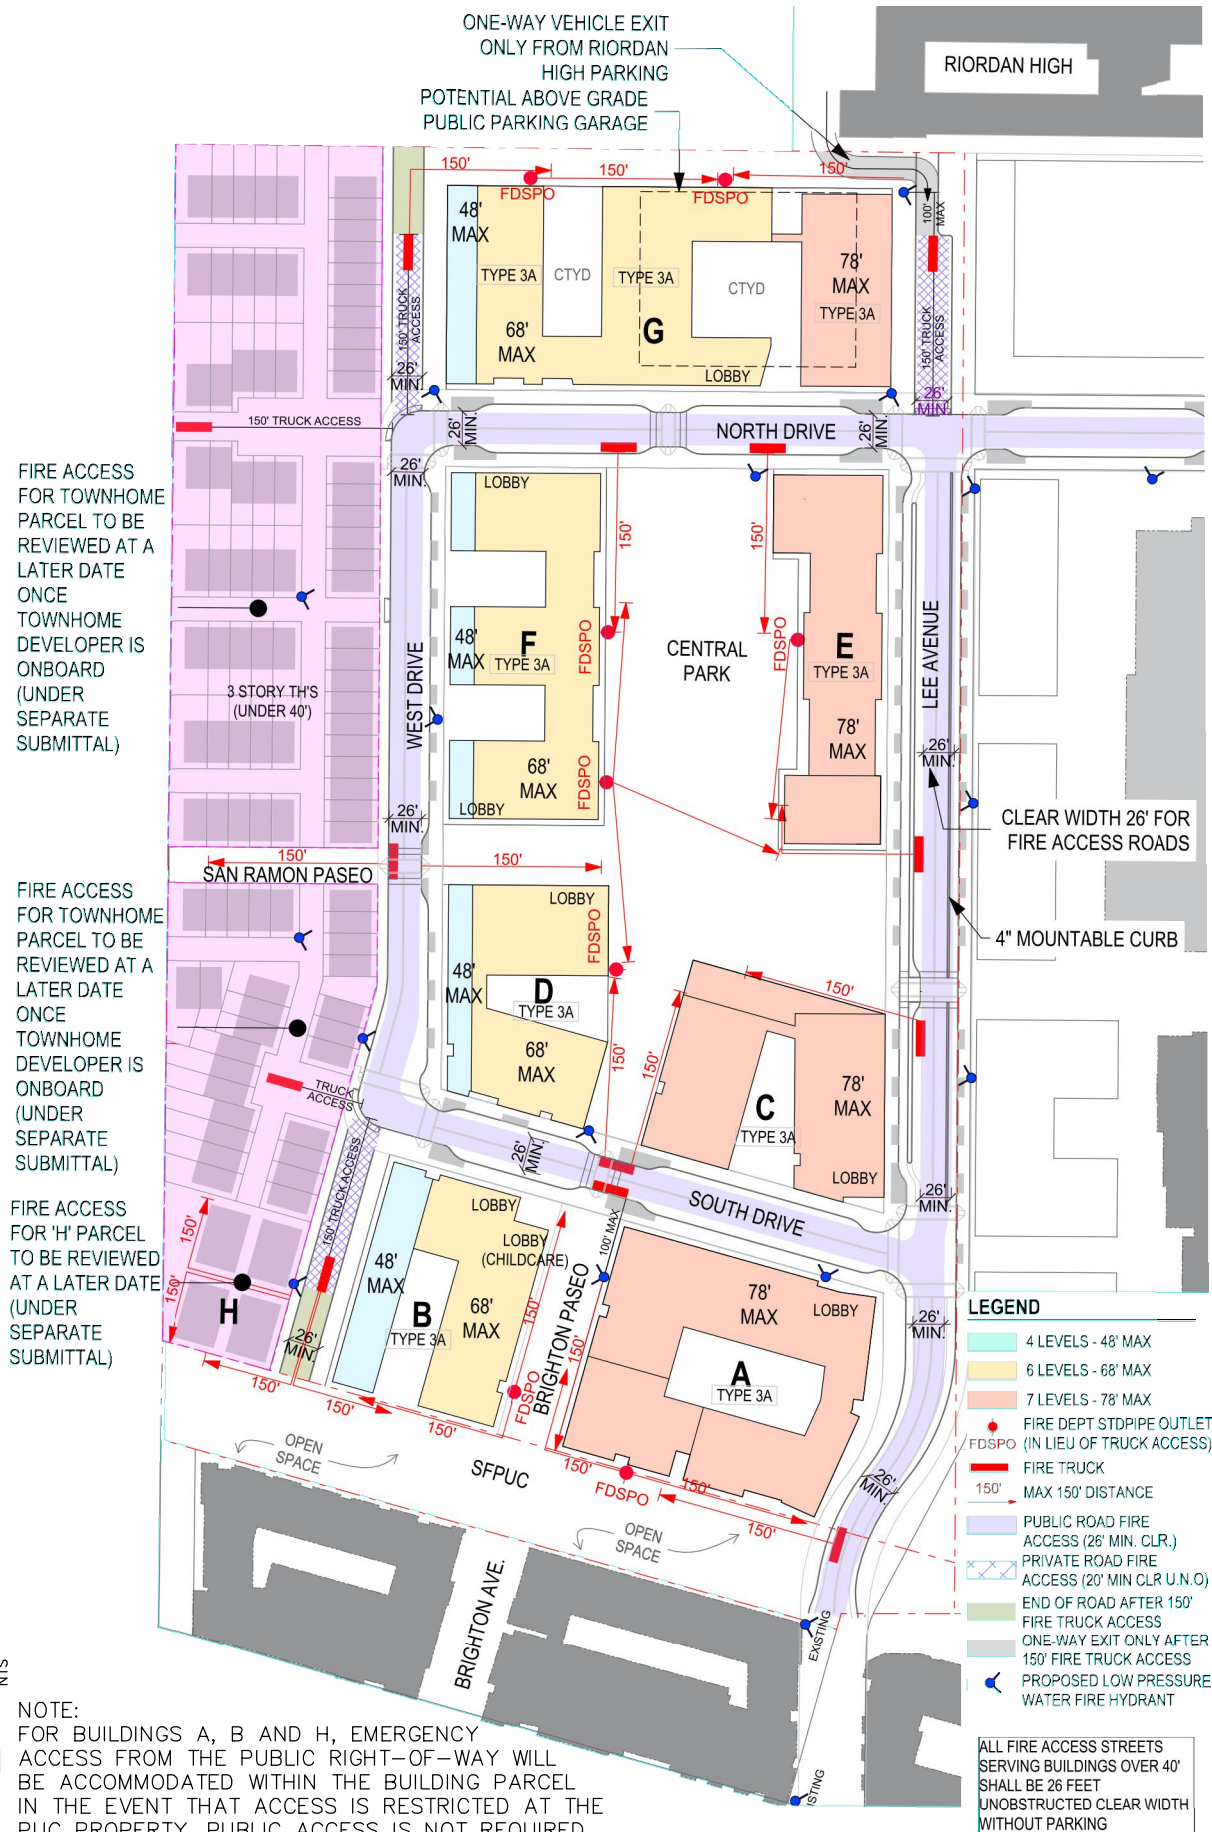 ONE-WAY VEHICLE EXIT
ONLY FROM RIORDAN
HIGH PARKING
POTENTIAL ABOVE GRADE
PUBLIC PARKING GARAGE
RIORDAN HIGH
150'
150'
150'
FDSPO
FDSPO
100'
MAX
48'
MAX
TYPE 3A
CTYD
TYPE 3A
CTYD
78'
MAX
TYPE 3A
68'
MAX
G
LOBBY
150' TRUCK
ACCESS
150' TRUCK
ACCESS
26'
MIN.
26'
MIN.
150' TRUCK ACCESS
26'
MIN.
NORTH DRIVE
26'
MIN.
26'
MIN.
FIRE ACCESS
FOR TOWNHOME
PARCEL TO BE
REVIEWED AT A
LATER DATE
ONCE
TOWNHOME
DEVELOPER IS
ONBOARD
(UNDER
SEPARATE
SUBMITTAL)
3 STORY TH'S
(UNDER 40')
WEST DRIVE
LOBBY
48'
MAX
F
TYPE 3A
68'
MAX
LOBBY
150'
150'
FDSPO
FDSPO
FDSPO
CENTRAL
PARK
E
TYPE 3A
78'
MAX
LEE AVENUE
26'
MIN.
CLEAR WIDTH 26' FOR
FIRE ACCESS ROADS
4" MOUNTABLE CURB
26'
MIN.
150'
150'
SAN RAMON PASEO
FIRE ACCESS
FOR TOWNHOME
PARCEL TO BE
REVIEWED AT A
LATER DATE
ONCE
TOWNHOME
DEVELOPER IS
ONBOARD
(UNDER
SEPARATE
SUBMITTAL)
LOBBY
FDSPO
48'
MAX
D
TYPE 3A
68'
MAX
150'
150'
150'
C
TYPE 3A
78'
MAX
LOBBY
TRUCK
ACCESS
150' TRUCK ACCESS
26'
MIN.
SOUTH DRIVE
26'
MIN.
FIRE ACCESS
FOR 'H' PARCEL
TO BE REVIEWED
AT A LATER DATE
(UNDER
SEPARATE
SUBMITTAL)
150'
150'
H
26'
MIN.
LOBBY
LOBBY
(CHILDCARE)
48'
MAX
B
TYPE 3A
68'
MAX
150'
FDSPO
BRIGHTON PASEO
100' MAX
150'
78'
MAX
LOBBY
A
TYPE 3A
26'
MIN.
150'
150'
150'
150'
FDSPO
150'
150'
26'
MIN.
OPEN
SPACE
SFPUC
OPEN
SPACE
BRIGHTON AVE.
EXISTING
LEGEND
4 LEVELS - 48' MAX
6 LEVELS - 68' MAX
7 LEVELS - 78' MAX
FIRE DEPT STDPIPE OUTLET
FDSPO (IN LIEU OF TRUCK ACCESS)
FIRE TRUCK
150' MAX 150' DISTANCE
PUBLIC ROAD FIRE
ACCESS (26' MIN. CLR.)
PRIVATE ROAD FIRE
ACCESS (20' MIN CLR U.N.O)
END OF ROAD AFTER 150'
FIRE TRUCK ACCESS
ONE-WAY EXIT ONLY AFTER
150' FIRE TRUCK ACCESS
PROPOSED LOW PRESSURE
WATER FIRE HYDRANT
ALL FIRE ACCESS STREETS
SERVING BUILDINGS OVER 40'
SHALL BE 26 FEET
UNOBSTRUCTED CLEAR WIDTH
WITHOUT PARKING
NOTE:
FOR BUILDINGS A, B AND H, EMERGENCY
ACCESS FROM THE PUBLIC RIGHT-OF-WAY WILL
BE ACCOMMODATED WITHIN THE BUILDING PARCEL
IN THE EVENT THAT ACCESS IS RESTRICTED AT THE
PUC PROPERTY. PUBLIC ACCESS IS NOT REQUIRED